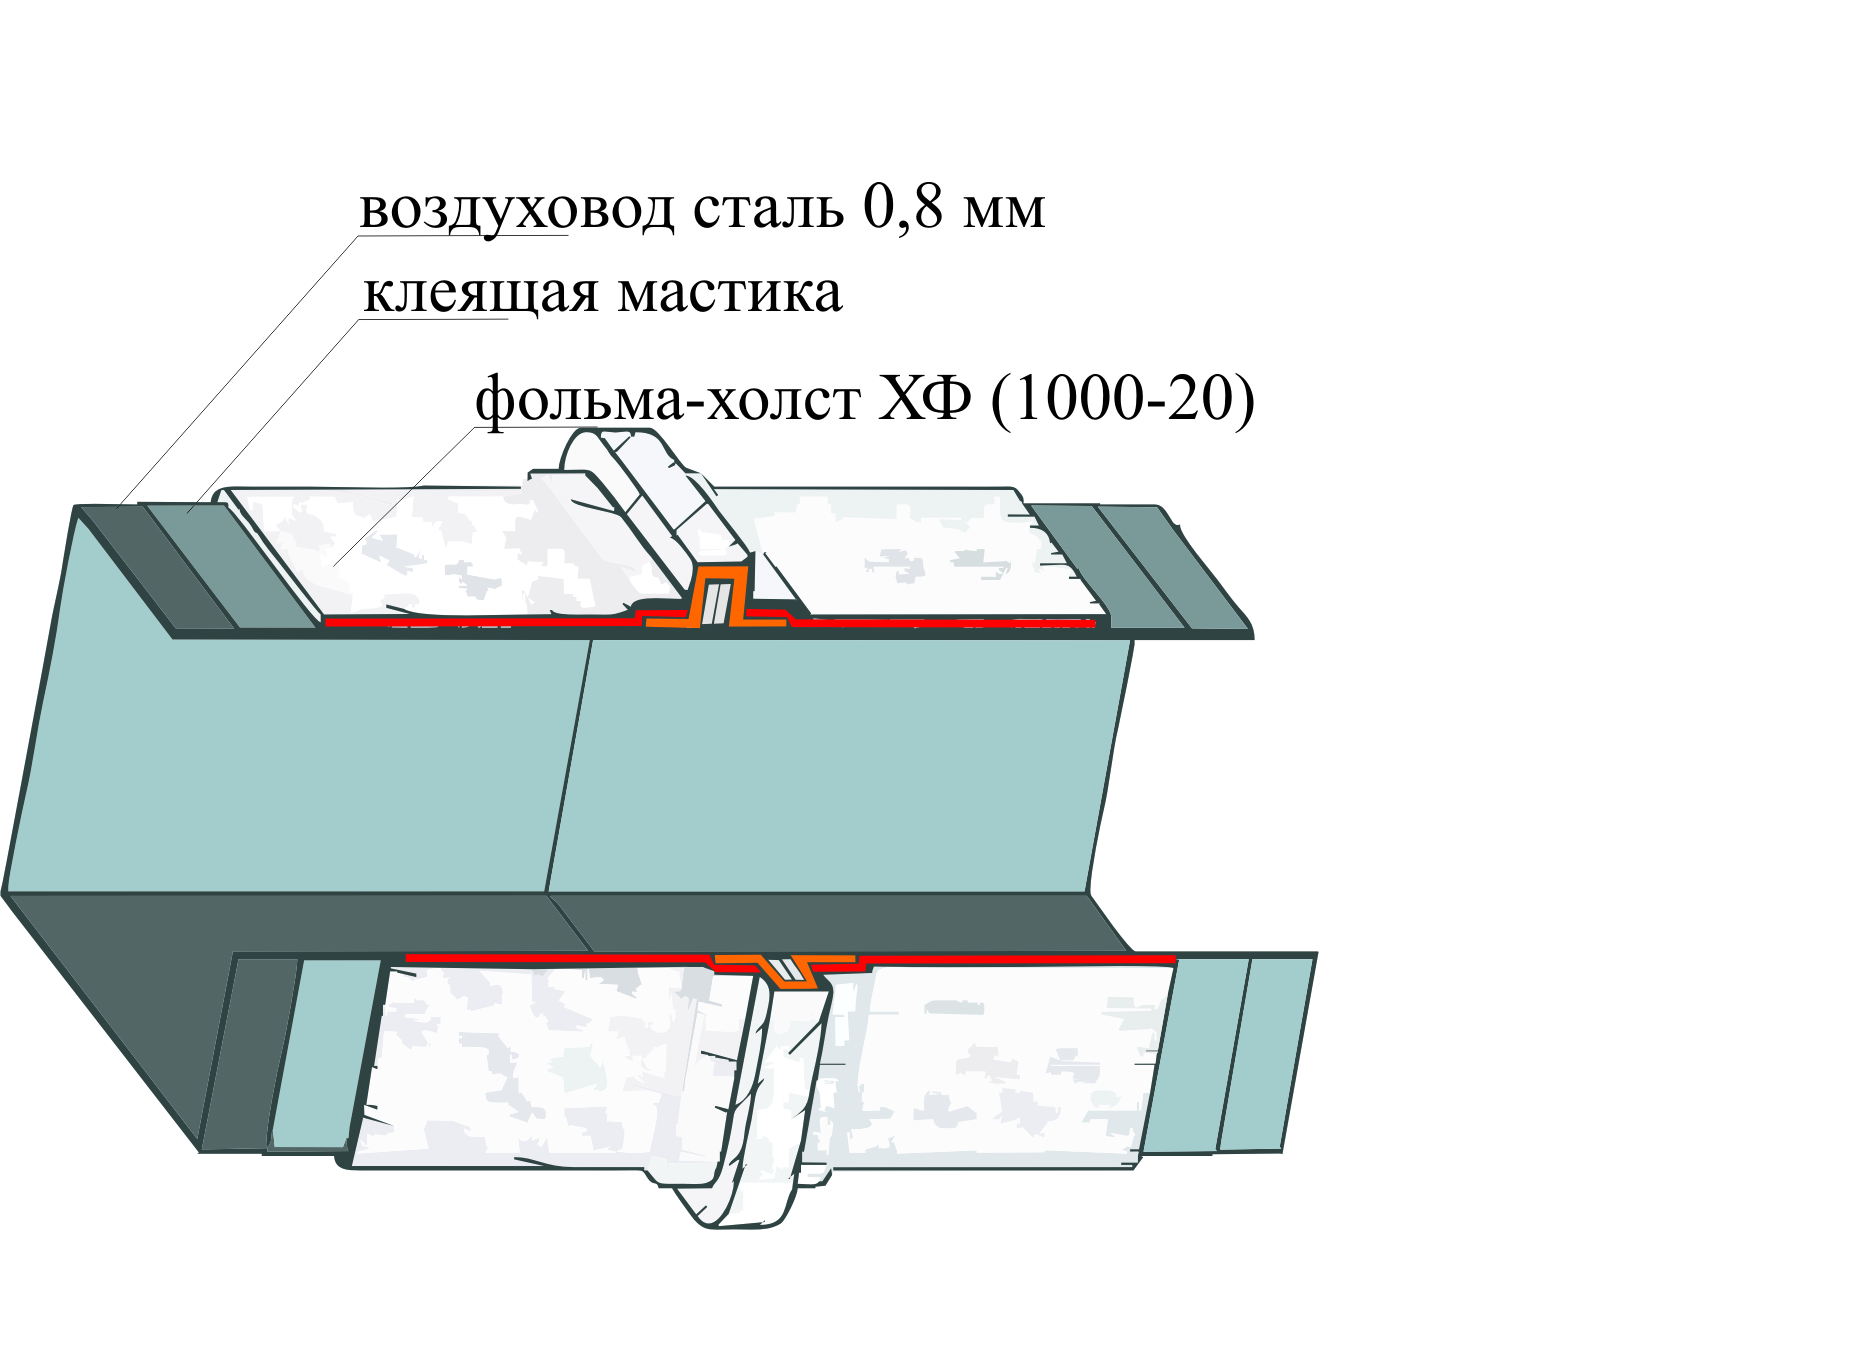 воздуховод сталь 0,8 мм
клеящая мастика
фольма-холст ХФ (1000-20)